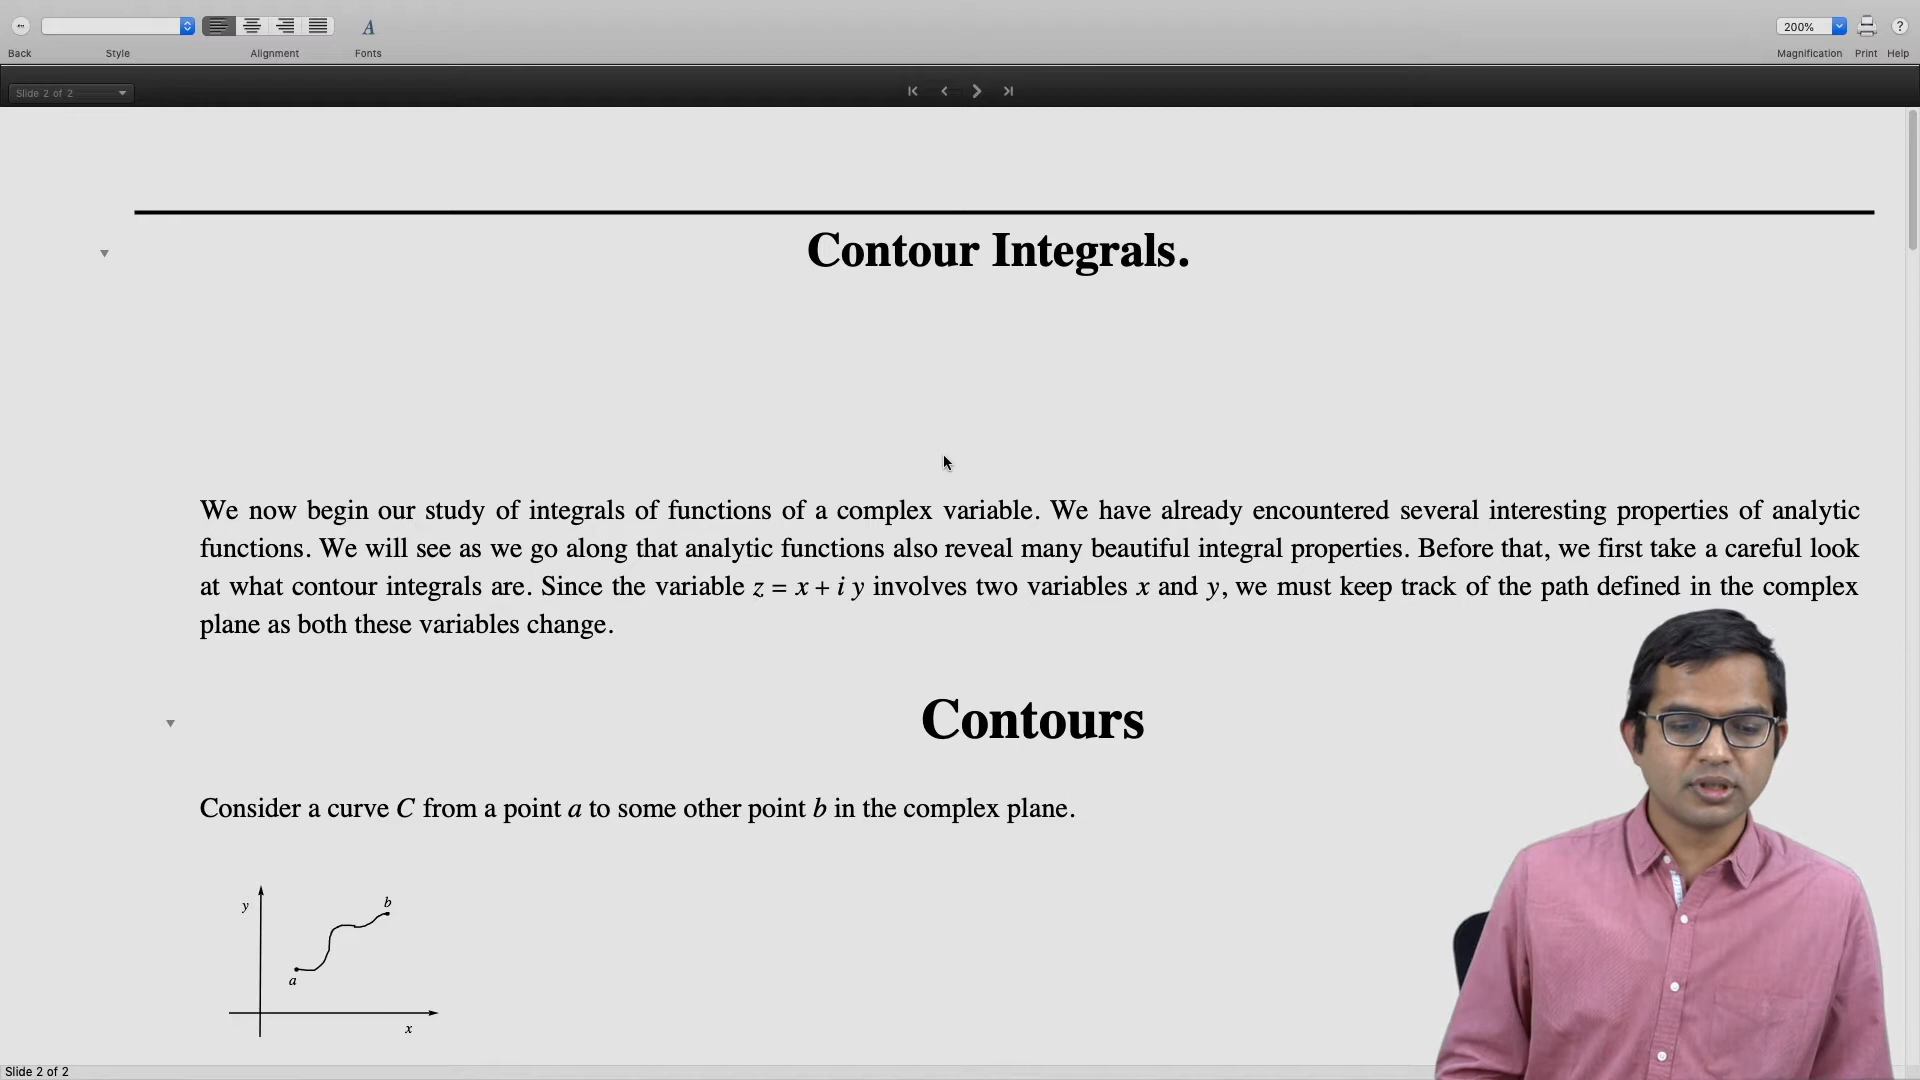 200%
Back
Style
Alignment
Fonts
Magnification
Print
Help
Slide 2 of 2
Contour Integrals.
We now begin our study of integrals of functions of a complex variable. We have already encountered several interesting properties of analytic
functions. We will see as we go along that analytic functions also reveal many beautiful integral properties. Before that, we first take a careful look
at what contour integrals are. Since the variable z = x + i y involves two variables x and y, we must keep track of the path defined in the complex
plane as both these variables change.
Contours
Consider a curve C from a point a to some other point b in the complex plane.
y
b
a
x
Slide 2 of 2